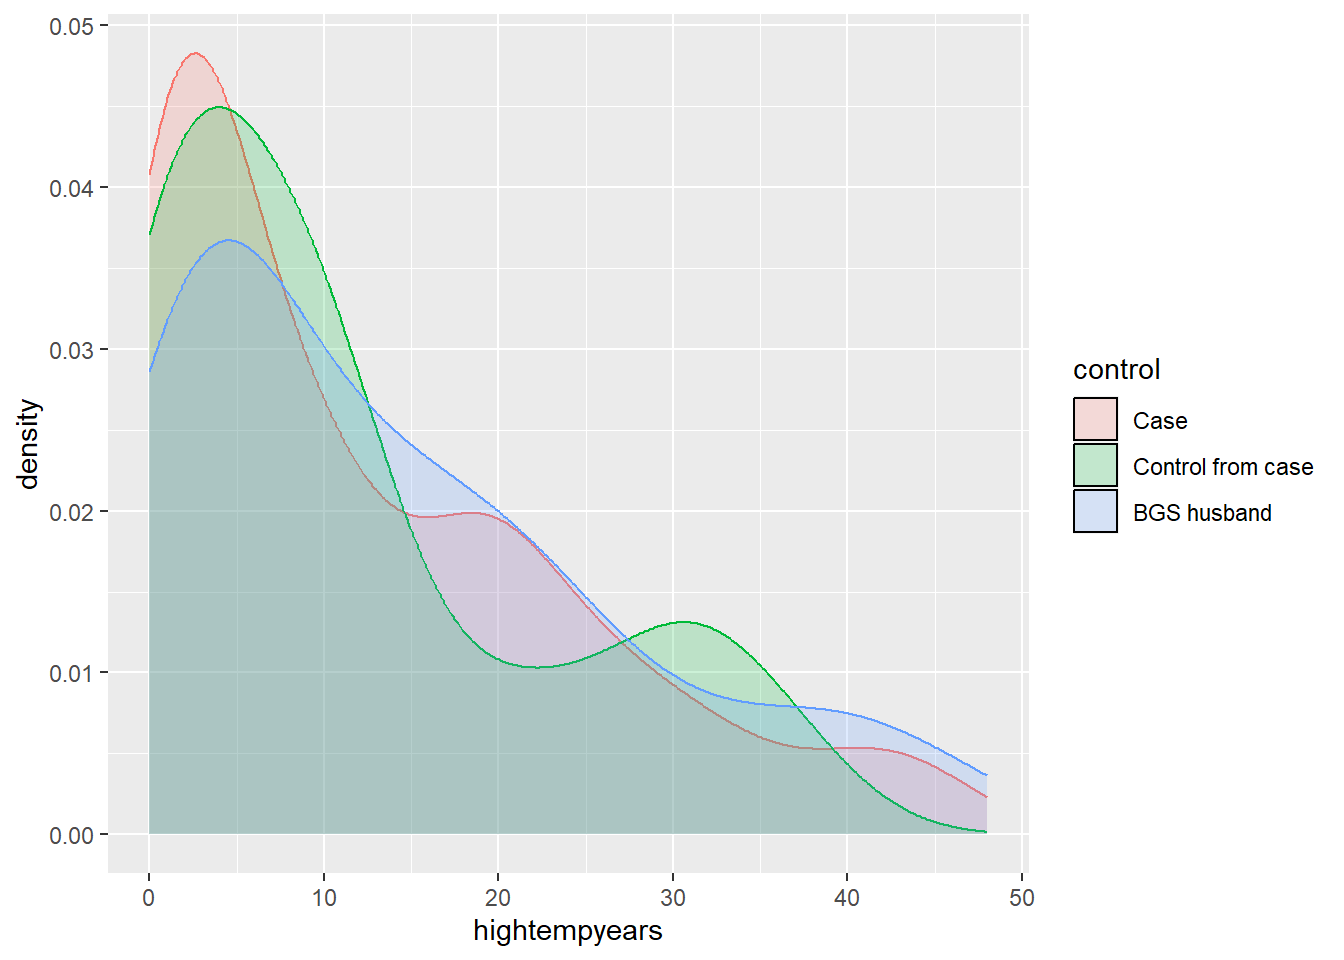 0.05
0.04
0.03
0.02
0.01
0.00
density
0 10 20 30 40 50
hightempyears
control
Case
Control from case
BGS husband